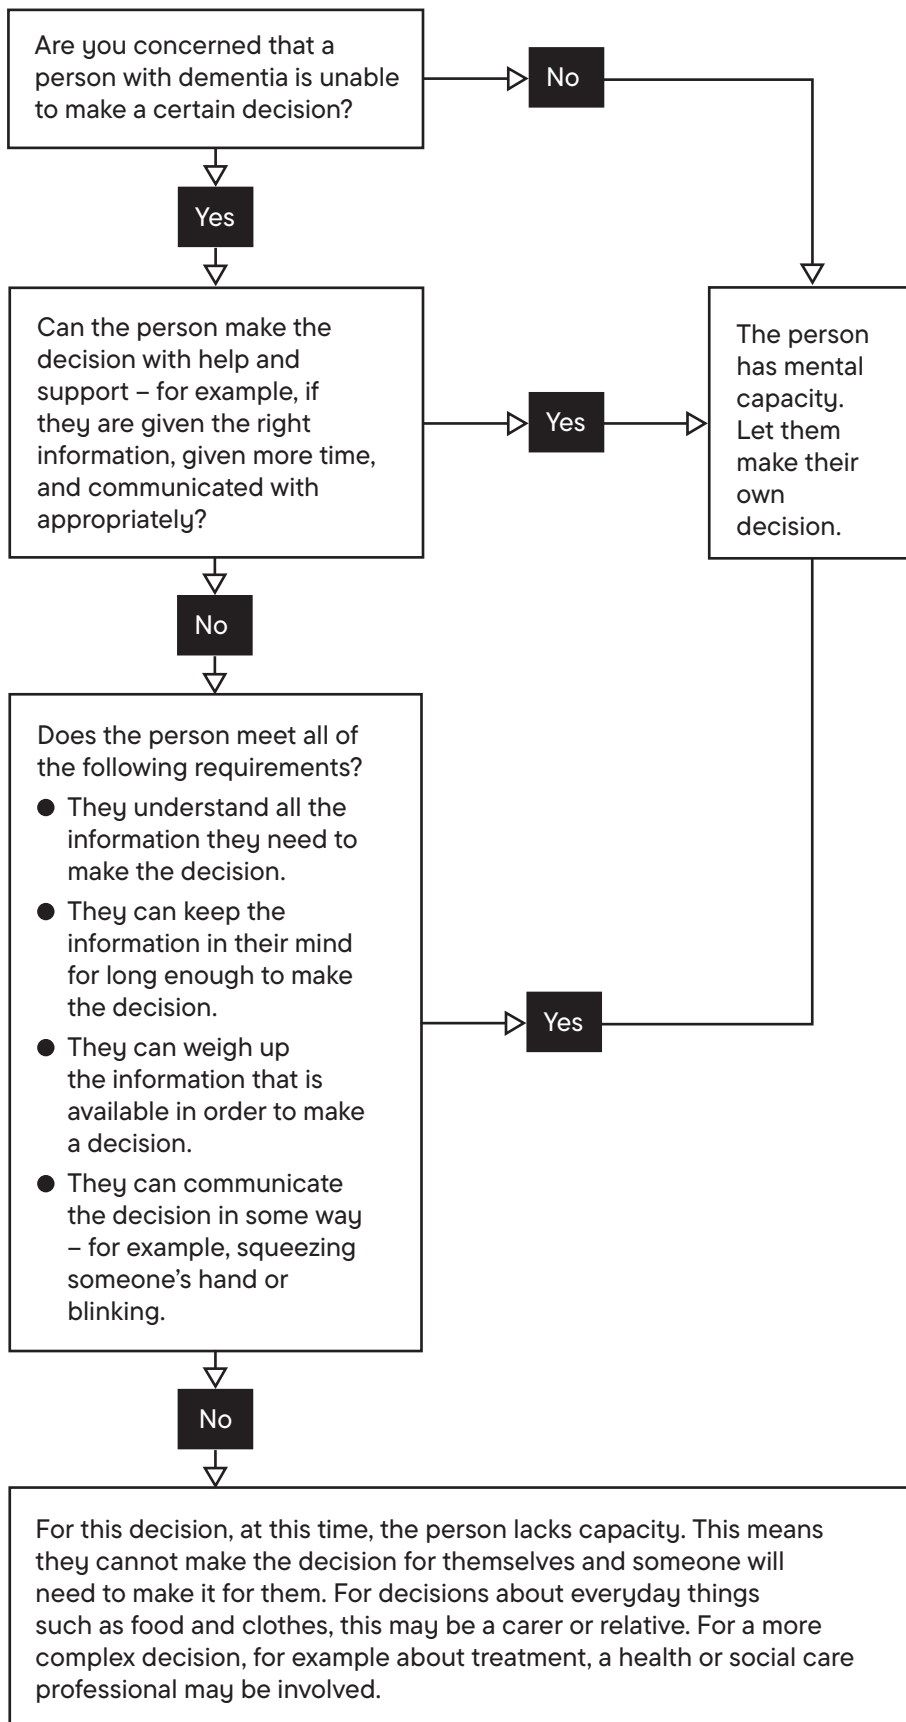 Are you concerned that a
person with dementia is unable
to make a certain decision?
No
Yes
Can the person make the
decision with help and
support – for example, if
they are given the right
information, given more time,
and communicated with
appropriately?
Yes
The person
has mental
capacity.
Let them
make their
own
decision.
No
Does the person meet all of
the following requirements?
● They understand all the
information they need to
make the decision.
● They can keep the
information in their mind
for long enough to make
the decision.
● They can weigh up
the information that is
available in order to make
a decision.
● They can communicate
the decision in some way
– for example, squeezing
someone’s hand or
blinking.
Yes
No
For this decision, at this time, the person lacks capacity. This means
they cannot make the decision for themselves and someone will
need to make it for them. For decisions about everyday things
such as food and clothes, this may be a carer or relative. For a more
complex decision, for example about treatment, a health or social care
professional may be involved.